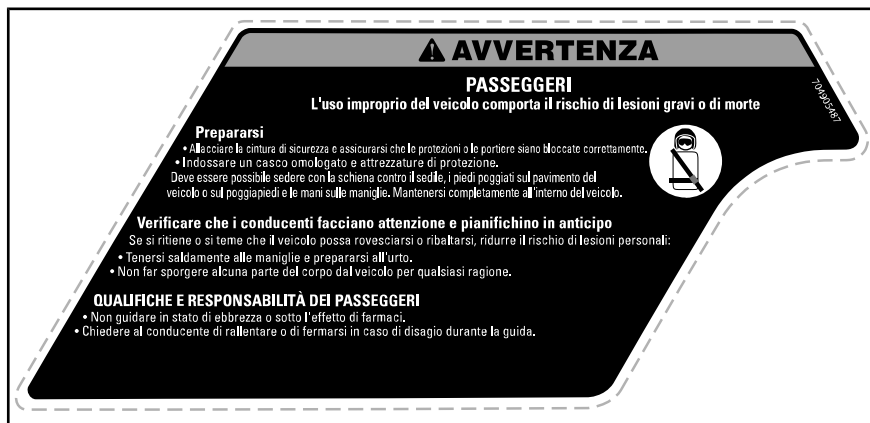 AVVERTENZA
PASSEGGERI
L'uso improprio del veicolo comporta il rischio di lesioni gravi o di morte
704905487
Prepararsi
• Allacciare la cintura di sicurezza e assicurarsi che le protezioni o le portiere siano bloccate correttamente.
• Indossare un casco omologato e attrezzature di protezione.
Deve essere possibile sedere con la schiena contro il sedile, i piedi poggiati sul pavimento del
veicolo o sul poggiapiedi e le mani sulle maniglie. Mantenersi completamente all'interno del veicolo.
Verificare che i conducenti facciano attenzione e pianifichino in anticipo
Se si ritiene o si teme che il veicolo possa rovesciarsi o ribaltarsi, ridurre il rischio di lesioni personali:
• Tenersi saldamente alle maniglie e prepararsi all'urto.
• Non far sporgere alcuna parte del corpo dal veicolo per qualsiasi ragione.
QUALIFICHE E RESPONSABILITÀ DEI PASSEGGERI
• Non guidare in stato di ebbrezza o sotto l'effetto di farmaci.
• Chiedere al conducente di rallentare o di fermarsi in caso di disagio durante la guida.